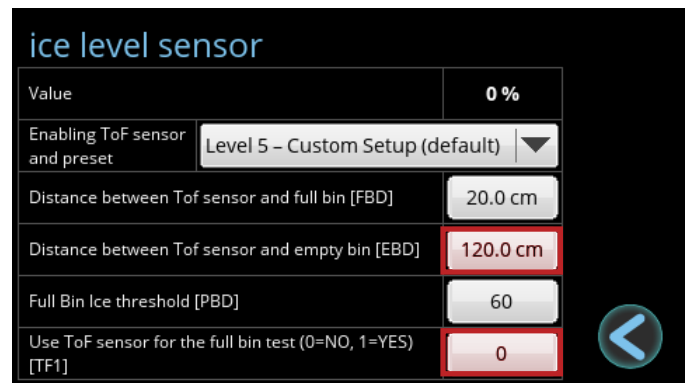 ice level sensor
Value
0 %
Enabling ToF sensor
and preset
Level 5 – Custom Setup (default)
Distance between Tof sensor and full bin [FBD]
20.0 cm
Distance between Tof sensor and empty bin [EBD]
120.0 cm
Full Bin Ice threshold [PBD]
60
Use ToF sensor for the full bin test (0=NO, 1=YES)
[TF1]
0